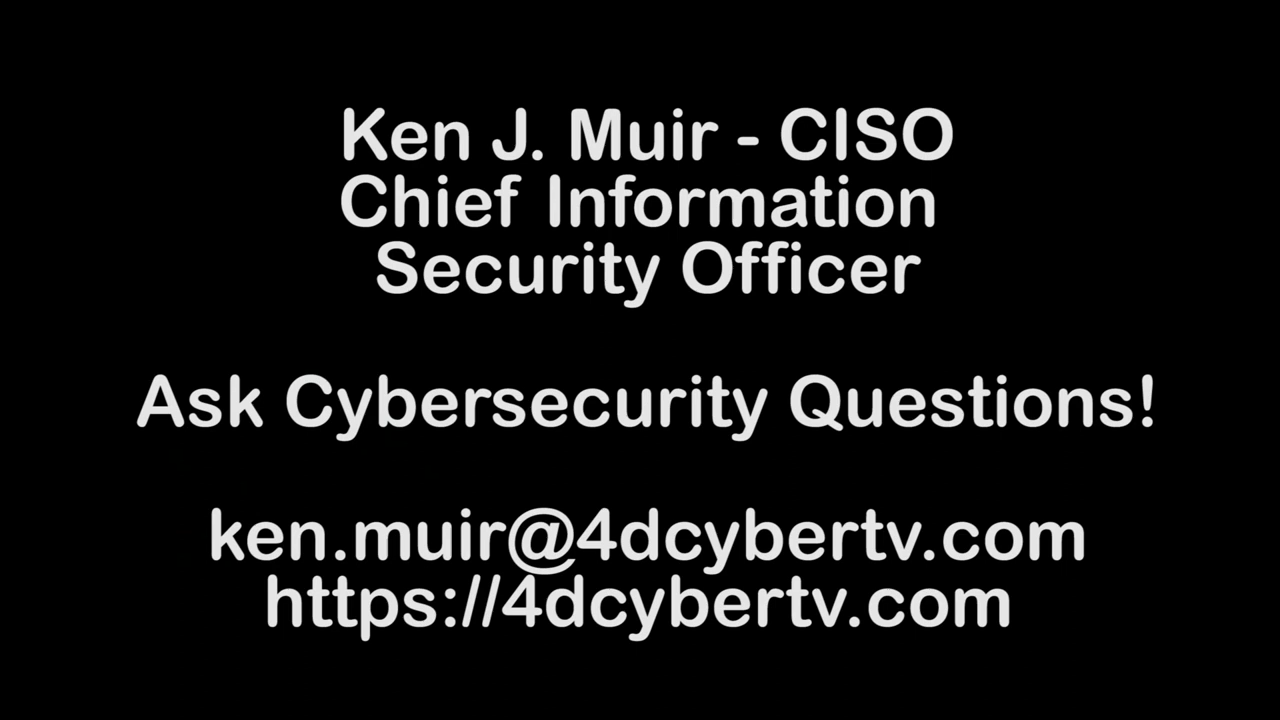 Ken J. Muir - CISO
Chief Information
Security Officer
Ask Cybersecurity Questions!
ken.muir@4dcybertv.com
https://4dcybertv.com